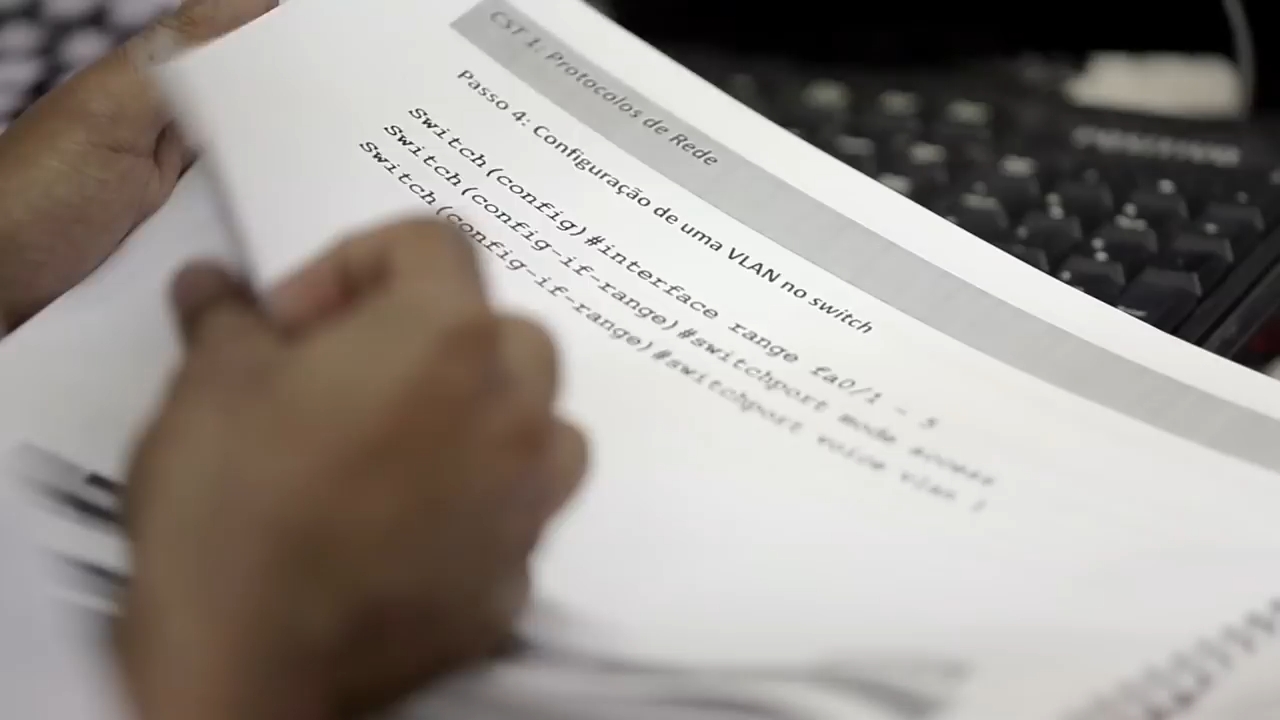 CST 1: Protocolos de Rede
Passo 4: Configuração de uma VLAN no switch
Switch(config)#interface range fa0/1 - 5
Switch(config-if-range)#switchport mode access
Switch(config-if-range)#switchport voice vlan 1